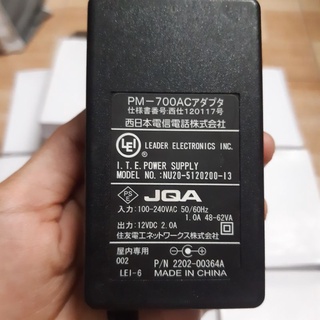 PM-700ACアダプタ
仕様書番号:西仕120117号
西日本電信電話株式会社
LEI
LEADER ELECTRONICS INC.
I.T.E. POWER SUPPLY
MODEL NO.:NU20-5120200-I3
PS
E
JQA
入力:100-240VAC 50/60Hz
1.0A 48-62VA
出力:12VDC 2.0A
住友電工ネットワークス株式会社
屋内専用
002
P/N 2202-00364A
LEI-6
MADE IN CHINA